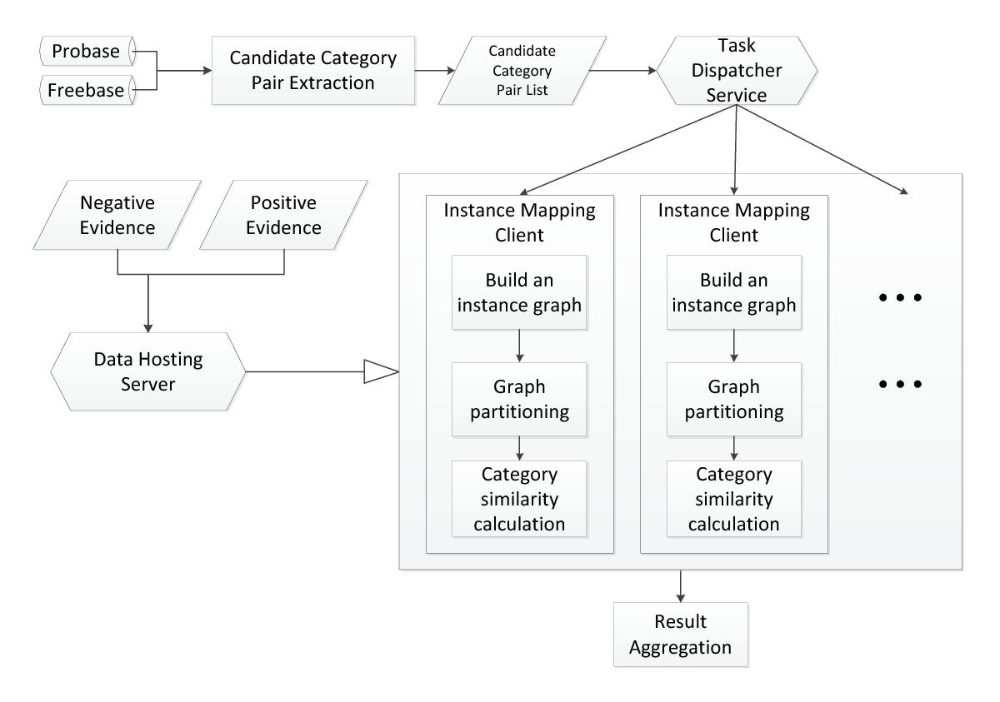 Probase
Freebase
Candidate Category
Pair Extraction
Candidate
Category
Pair List
Task
Dispatcher
Service
Negative
Evidence
Positive
Evidence
Data Hosting
Server
Instance Mapping
Client
Build an
instance graph
Graph
partitioning
Category
similarity
calculation
Instance Mapping
Client
Build an
instance graph
Graph
partitioning
Category
similarity
calculation
• • •
• • •
Result
Aggregation